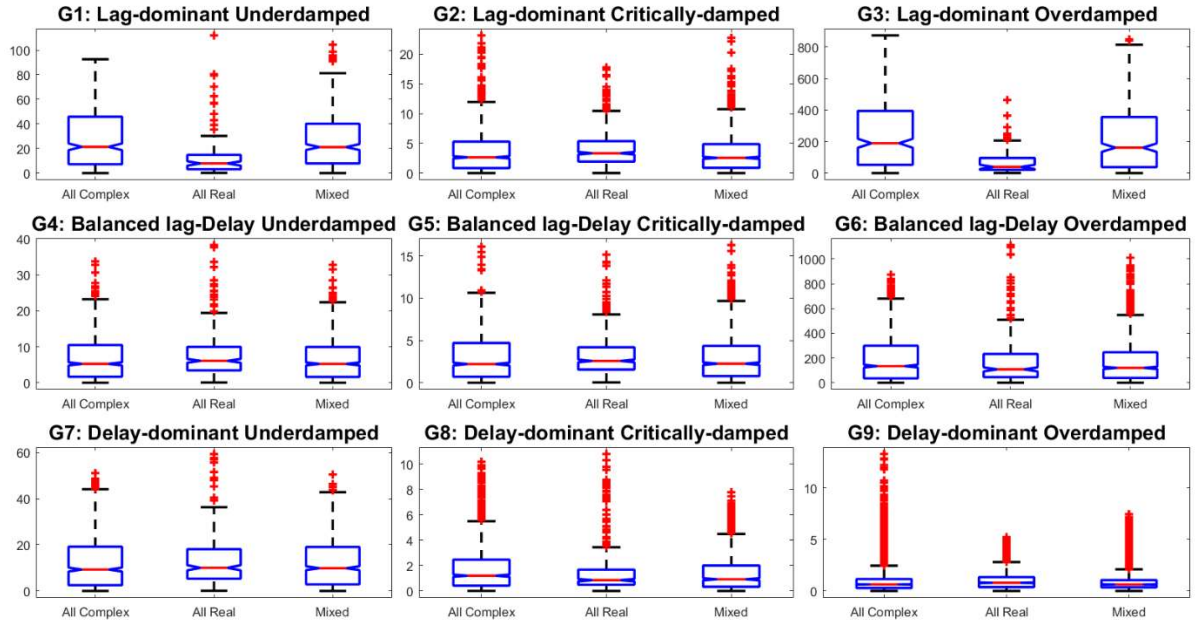 G1: Lag-dominant Underdamped
100
80
60
40
20
0
All Complex All Real Mixed
G2: Lag-dominant Critically-damped
20
15
10
5
0
All Complex All Real Mixed
G3: Lag-dominant Overdamped
800
600
400
200
0
All Complex All Real Mixed
G4: Balanced lag-Delay Underdamped
40
30
20
10
0
All Complex All Real Mixed
G5: Balanced lag-Delay Critically-damped
15
10
5
0
All Complex All Real Mixed
G6: Balanced lag-Delay Overdamped
1000
800
600
400
200
0
All Complex All Real Mixed
G7: Delay-dominant Underdamped
60
40
20
0
All Complex All Real Mixed
G8: Delay-dominant Critically-damped
10
8
6
4
2
0
All Complex All Real Mixed
G9: Delay-dominant Overdamped
10
5
0
All Complex All Real Mixed